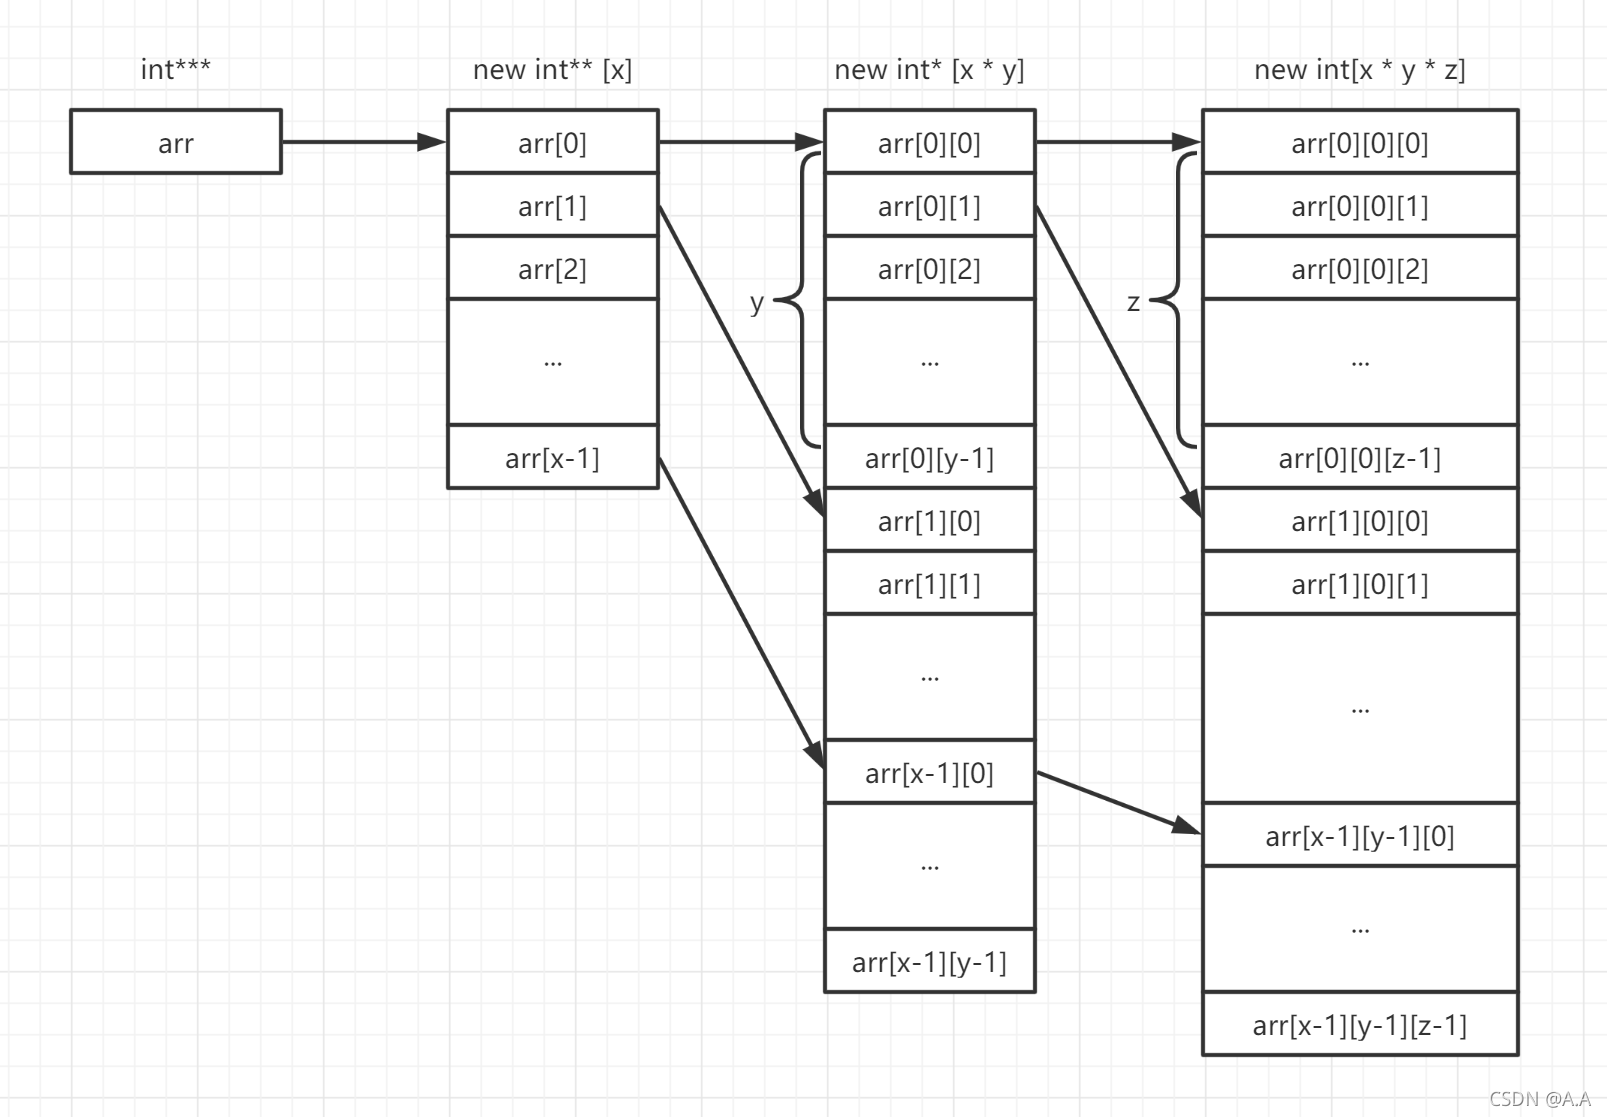 int***
new int** [x]
new int* [x * y]
new int[x * y * z]
arr
arr[0]
arr[1]
arr[2]
...
arr[x-1]
y
arr[0][0]
arr[0][1]
arr[0][2]
...
arr[0][y-1]
arr[1][0]
arr[1][1]
...
arr[x-1][0]
...
arr[x-1][y-1]
z
arr[0][0][0]
arr[0][0][1]
arr[0][0][2]
...
arr[0][0][z-1]
arr[1][0][0]
arr[1][0][1]
...
arr[x-1][y-1][0]
...
arr[x-1][y-1][z-1]
CSDN @A.A